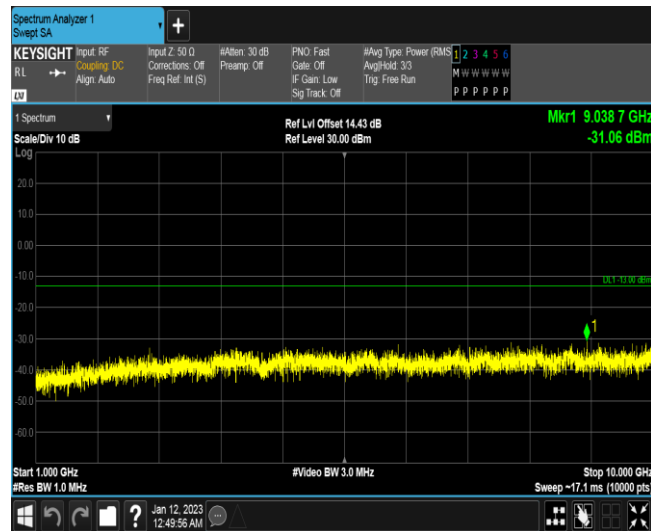 Spectrum Analyzer 1
Swept SA
+
KEYSIGHT
RL
LXI
Input: RF
Coupling: DC
Align: Auto
Input Z: 50 Ω
Corrections: Off
Freq Ref: Int (S)
#Atten: 30 dB
Preamp: Off
PNO: Fast
Gate: Off
IF Gain: Low
Sig Track: Off
#Avg Type: Power (RMS
Avg|Hold: 3/3
Trig: Free Run
1 2 3 4 5 6
M W W W W W
P P P P P P
1 Spectrum
Scale/Div 10 dB
Log
Ref Lvl Offset 14.43 dB
Ref Level 30.00 dBm
Mkr1 9.038 7 GHz
-31.06 dBm
20.0
10.0
0.00
-10.0
DL1 -13.00 dBm
-20.0
1
-30.0
-40.0
-50.0
-60.0
Start 1.000 GHz
#Res BW 1.0 MHz
#Video BW 3.0 MHz
Stop 10.000 GHz
Sweep ~17.1 ms (10000 pts)
?
Jan 12, 2023
12:49:56 AM